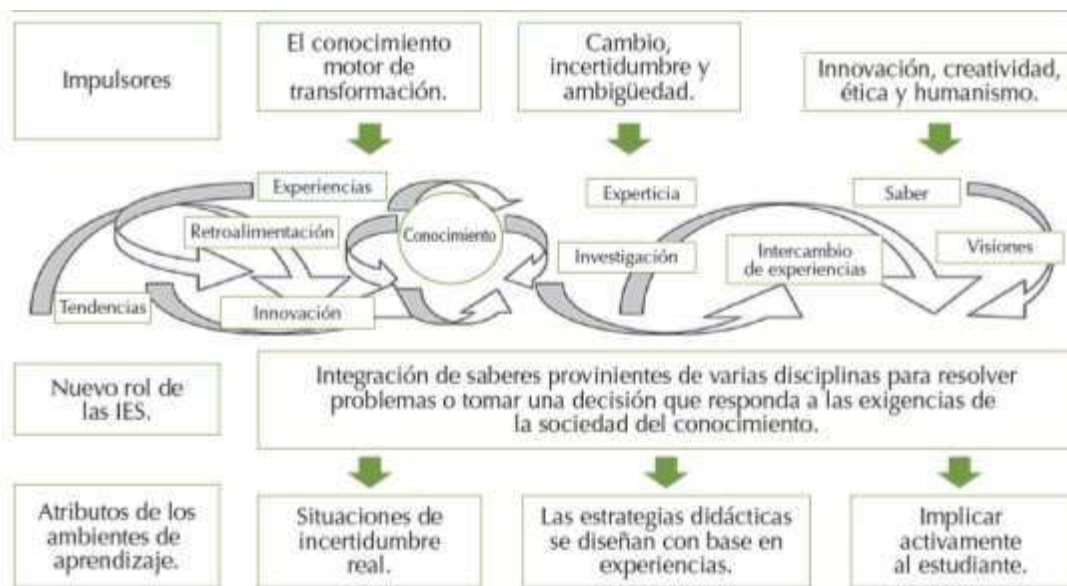 Impulsores
El conocimiento
motor de
transformación.
Cambio,
incertidumbre y
ambigüedad.
Innovación, creatividad,
ética y humanismo.
Experiencias
Experticia
Saber
Retroalimentación
Conocimiento
Investigación
Intercambio
de experiencias
Visiones
Tendencias
Innovación
Nuevo rol de
las IES.
Integración de saberes provinientes de varias disciplinas para resolver
problemas o tomar una decisión que responda a las exigencias de
la sociedad del conocimiento.
Atributos de los
ambientes de
aprendizaje.
Situaciones de
incertidumbre
real.
Las estrategias didácticas
se diseñan con base en
experiencias.
Implicar
activamente
al estudiante.